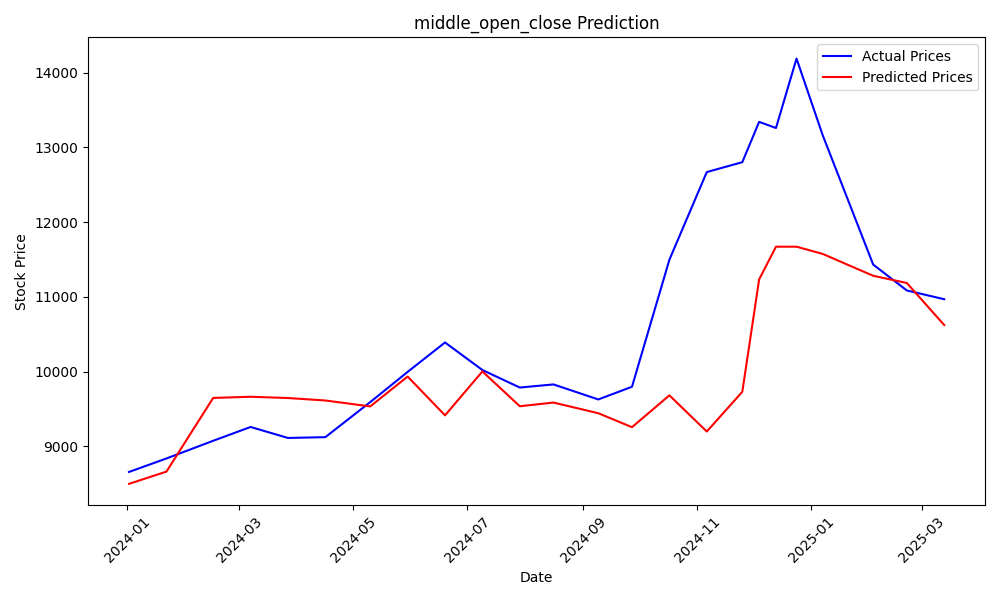 middle_open_close Prediction
Actual Prices
Predicted Prices
Stock Price
14000
13000
12000
11000
10000
9000
2024-01
2024-03
2024-05
2024-07
2024-09
2024-11
2025-01
2025-03
Date